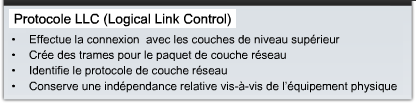 Protocole LLC (Logical Link Control)
• Effectue la connexion avec les couches de niveau supérieur
• Crée des trames pour le paquet de couche réseau
• Identifie le protocole de couche réseau
• Conserve une indépendance relative vis-à-vis de l'équipement physique